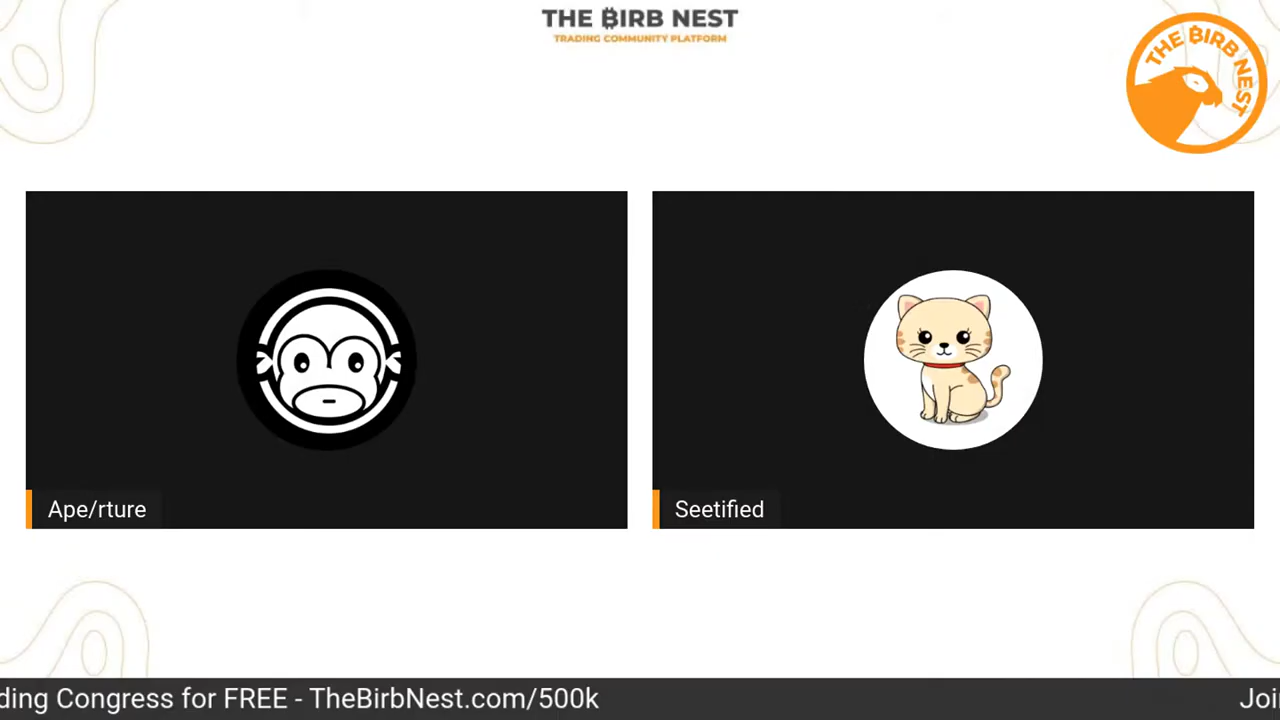 THE ₿IRB NEST
TRADING COMMUNITY PLATFORM
THE ₿IRB NEST
Ape/rture
Seetified
ding Congress for FREE - TheBirbNest.com/500k
Joi